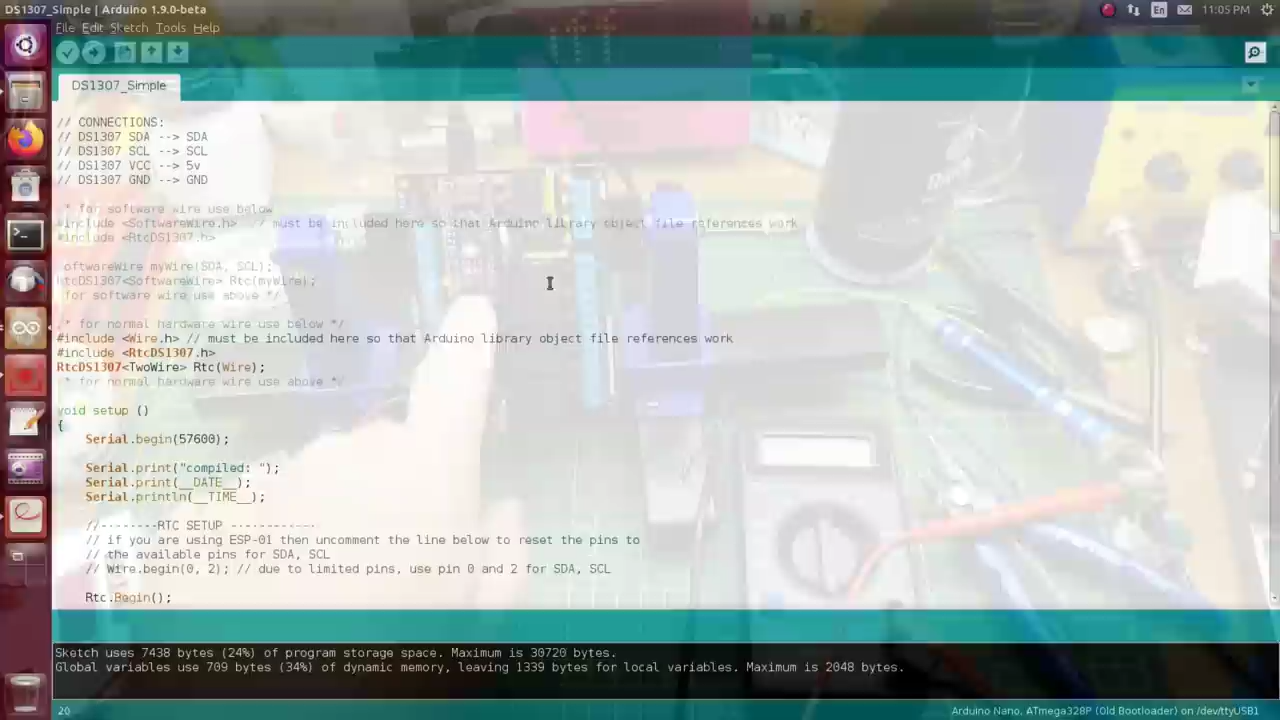 DS1307_Simple | Arduino 1.9.0-beta
En
11:05 PM
File Edit Sketch Tools Help
DS1307_Simple
// CONNECTIONS:
// DS1307 SDA --> SDA
// DS1307 SCL --> SCL
// DS1307 VCC --> 5v
// DS1307 GND --> GND
* for software wire use below
#include <SoftwareWire.h> // must be included here so that Arduino library object file references work
#include <RtcDS1307.h>
oftwareWire myWire(SDA, SCL);
RtcDS1307<SoftwareWire> Rtc(myWire);
for software wire use above */
* for normal hardware wire use below */
#include <Wire.h> // must be included here so that Arduino library object file references work
#include <RtcDS1307.h>
RtcDS1307<TwoWire> Rtc(Wire);
* for normal hardware wire use above */
void setup ()
{
Serial.begin(57600);
Serial.print("compiled: ");
Serial.print(__DATE__);
Serial.println(__TIME__);
//--------RTC SETUP ------------
// if you are using ESP-01 then uncomment the line below to reset the pins to
// the available pins for SDA, SCL
// Wire.begin(0, 2); // due to limited pins, use pin 0 and 2 for SDA, SCL
Rtc.Begin();
Sketch uses 7438 bytes (24%) of program storage space. Maximum is 30720 bytes.
Global variables use 709 bytes (34%) of dynamic memory, leaving 1339 bytes for local variables. Maximum is 2048 bytes.
20
Arduino Nano, ATmega328P (Old Bootloader) on /dev/ttyUSB1